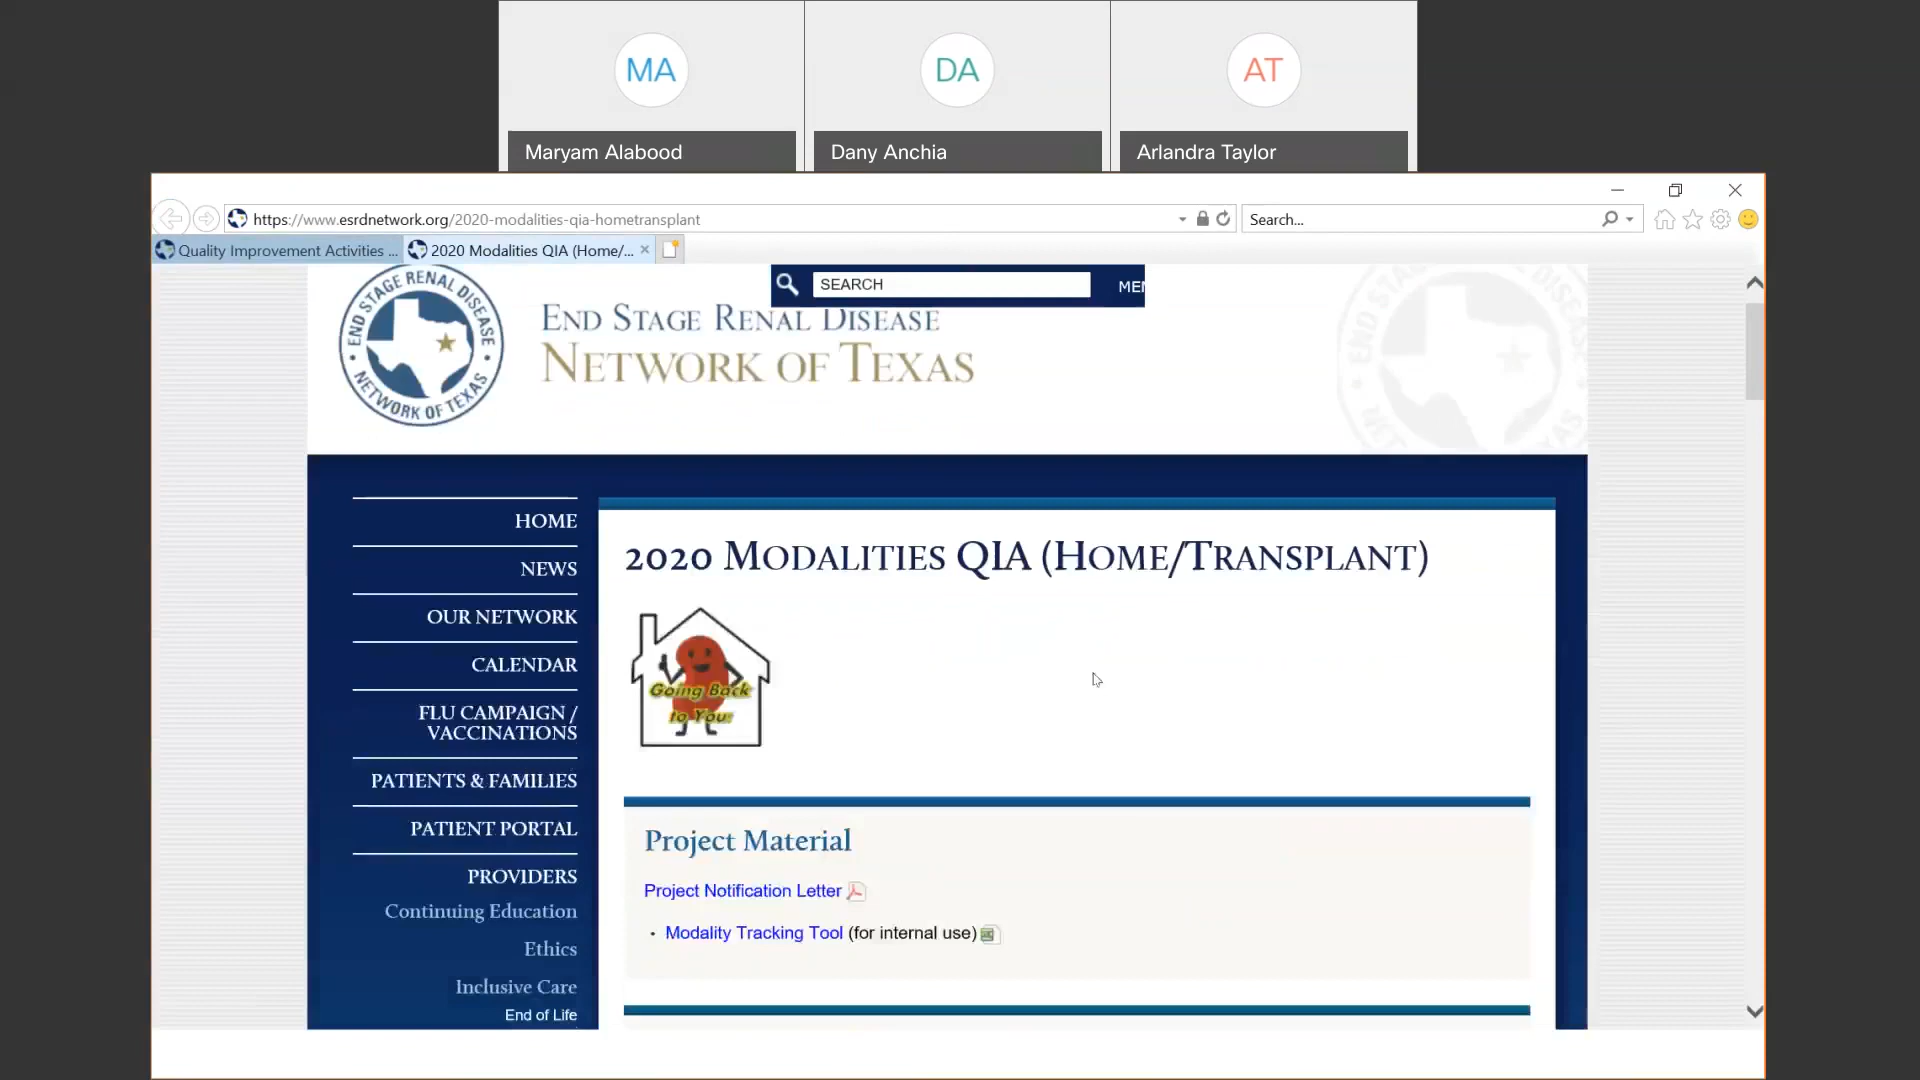 MA
DA
AT
Maryam Alabood
Dany Anchia
Arlandra Taylor
https://www.esrdnetwork.org/2020-modalities-qia-hometransplant
Search...
Quality Improvement Activities ...
2020 Modalities QIA (Home/...
SEARCH
MEN
END STAGE RENAL DISEASE
NETWORK OF TEXAS
END STAGE RENAL DISEASE
NETWORK OF TEXAS
HOME
NEWS
OUR NETWORK
CALENDAR
FLU CAMPAIGN /
VACCINATIONS
PATIENTS & FAMILIES
PATIENT PORTAL
PROVIDERS
Continuing Education
Ethics
Inclusive Care
End of Life
2020 MODALITIES QIA (HOME/TRANSPLANT)
Going Back
to You!
Project Material
Project Notification Letter
• Modality Tracking Tool (for internal use)